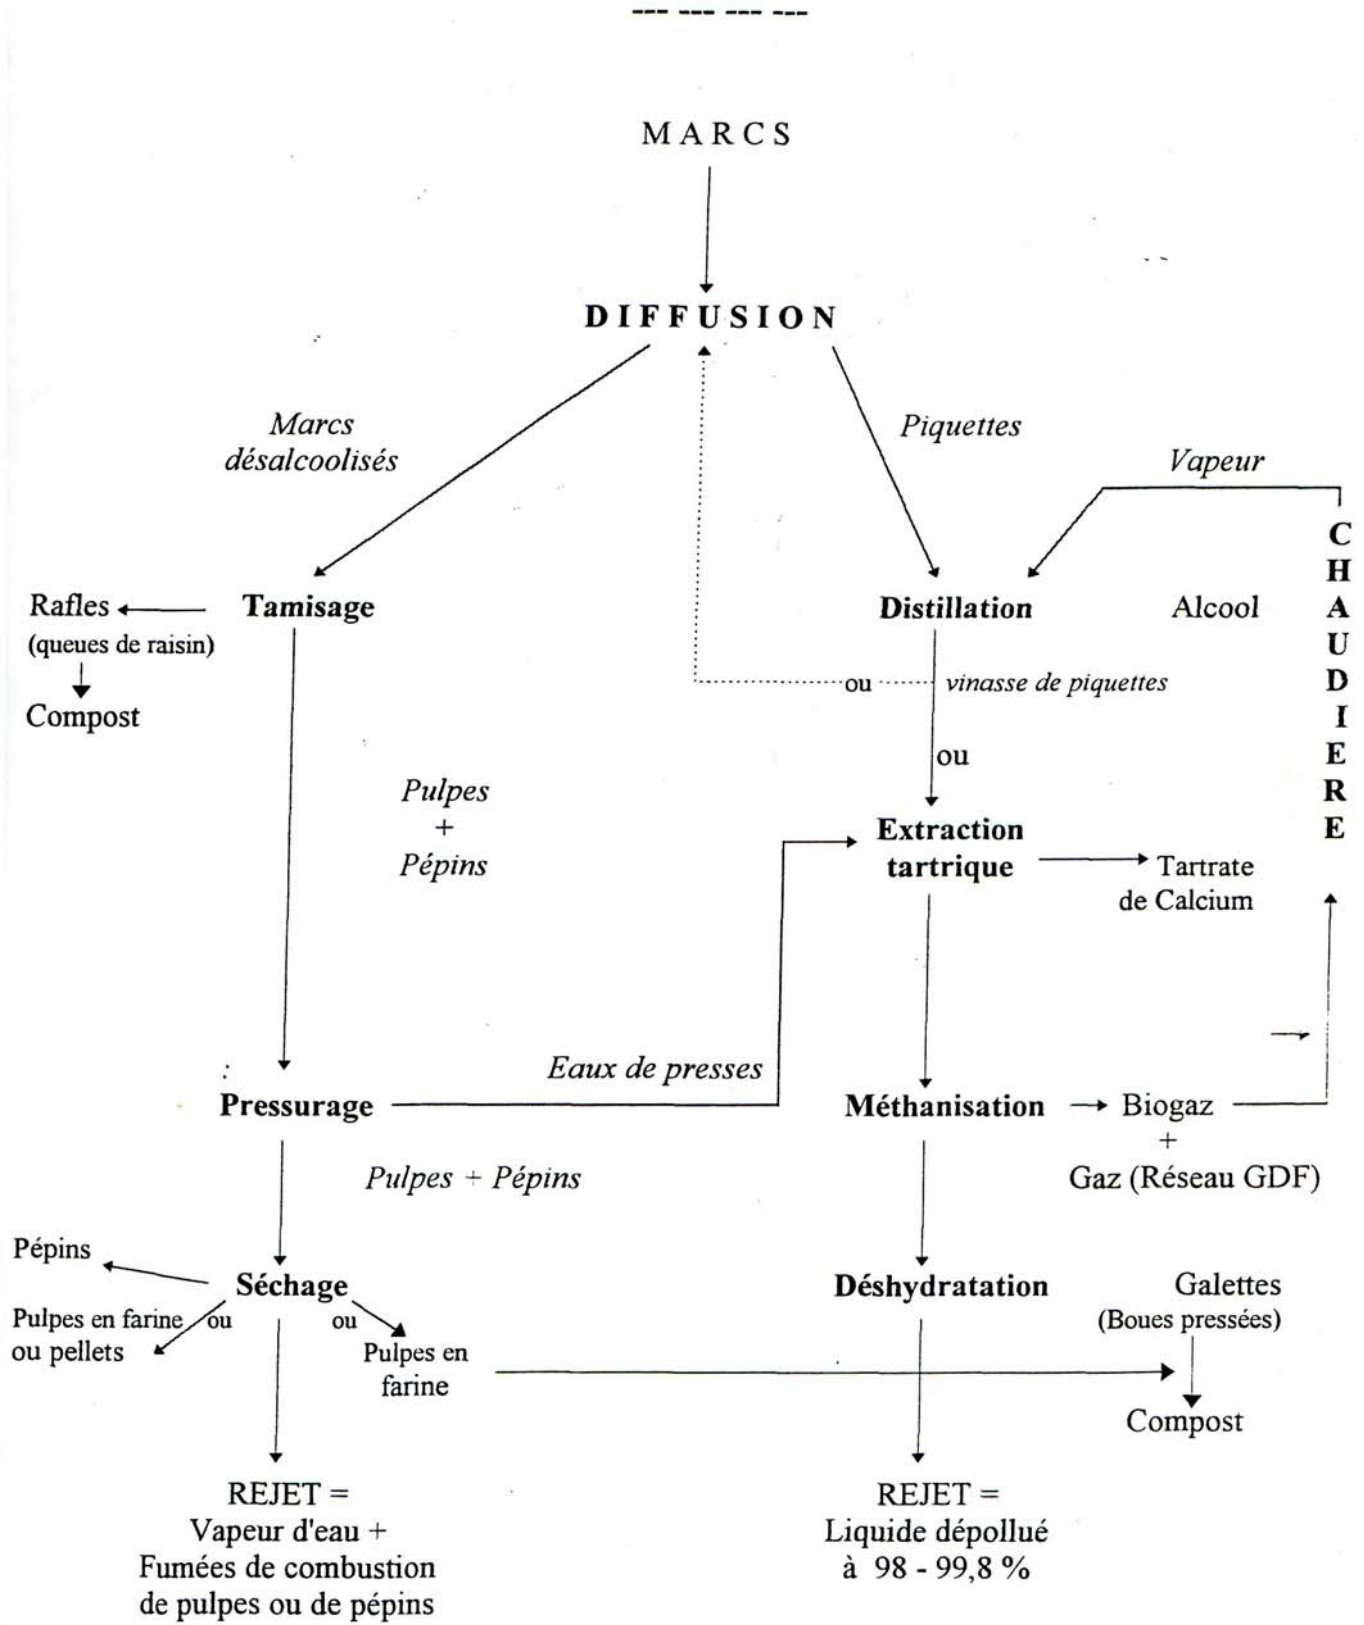 MARCS
DIFFUSION
Marcs
désalcoolisés
Piquettes
Vapeur
CHAUDIERE
Rafles
(queues de raisin)
Compost
Tamisage
Distillation
Alcool
ou
vinasse de piquettes
ou
Pulpes
+
Pépins
Extraction
tartrique
Tartrate
de Calcium
Eaux de presses
Pressurage
Méthanisation
Biogaz
+
Gaz (Réseau GDF)
Pulpes + Pépins
Pépins
Séchage
Pulpes en farine
ou pellets
ou
ou
Pulpes en
farine
Déshydratation
Galettes
(Boues pressées)
Compost
REJET =
Vapeur d'eau +
Fumées de combustion
de pulpes ou de pépins
REJET =
Liquide dépollué
à 98 - 99,8 %